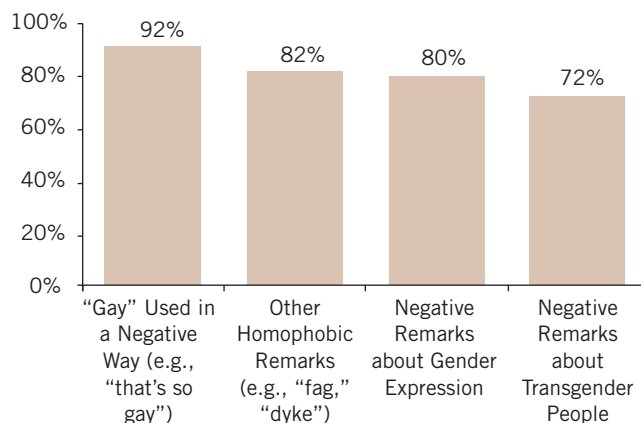 100%
80%
60%
40%
20%
0%
92%
82%
80%
72%
“Gay” Used in
a Negative
Way (e.g.,
“that’s so
gay”)
Other
Homophobic
Remarks
(e.g., “fag,”
“dyke”)
Negative
Remarks
about Gender
Expression
Negative
Remarks
about
Transgender
People